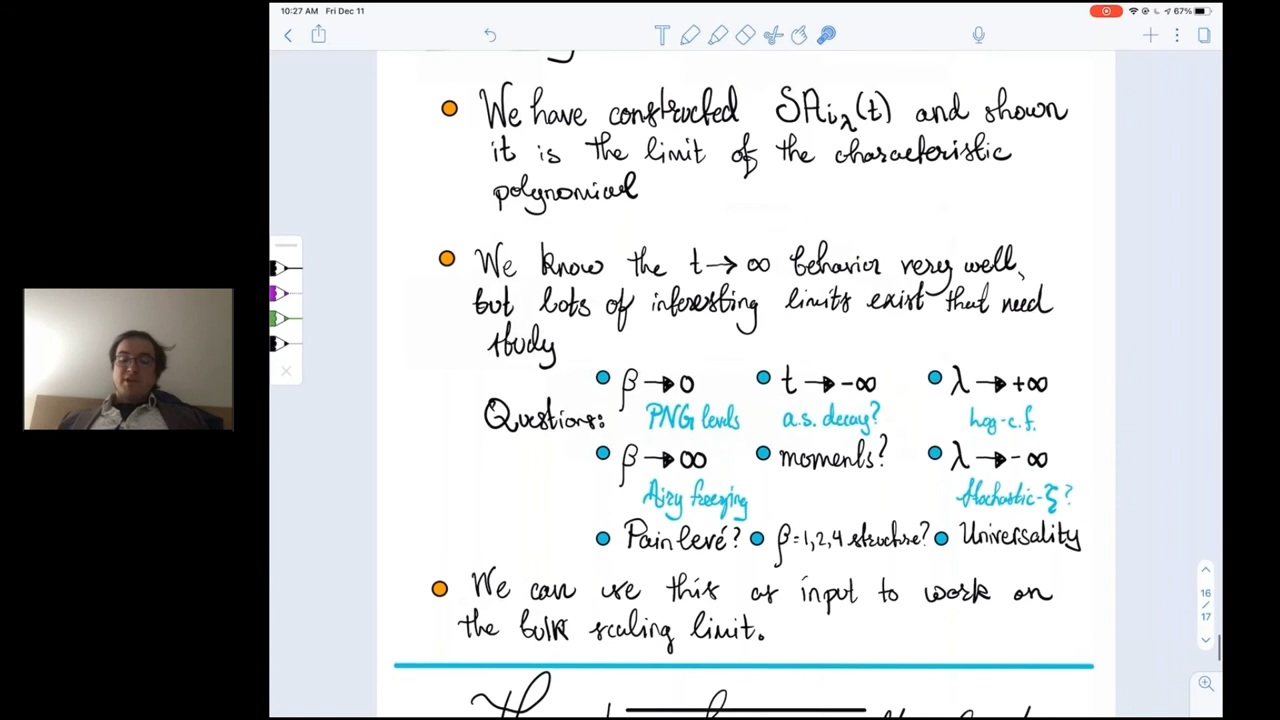 10:27 AM Fri Dec 11
67%
We have constructed SAi_λ(t) and shown
it is the limit of the characteristic
polynomial
We know the t → ∞ behavior very well,
but lots of interesting limits exist that need
study
Questions:
β → 0
t → -∞
λ → +∞
PNG levels
a.s. decay?
log-c.f.
β → ∞
moments?
λ → -∞
Airy freezing
Stochastic-ζ?
Painlevé?
β=1,2,4 structure?
Universality
We can use this as input to work on
the bulk scaling limit.
16
/
17